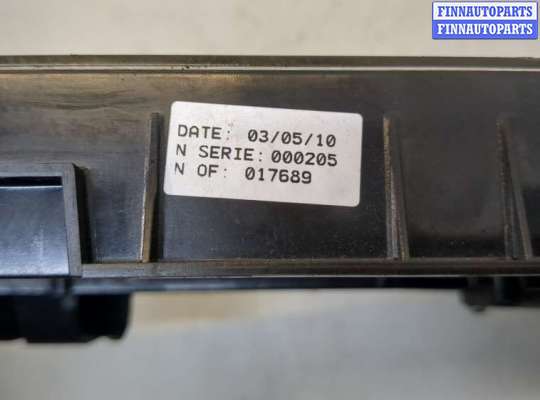 FINNAUTOPARTS
FINNAUTOPARTS
DATE: 03/05/10
N SERIE: 000205
N OF: 017689